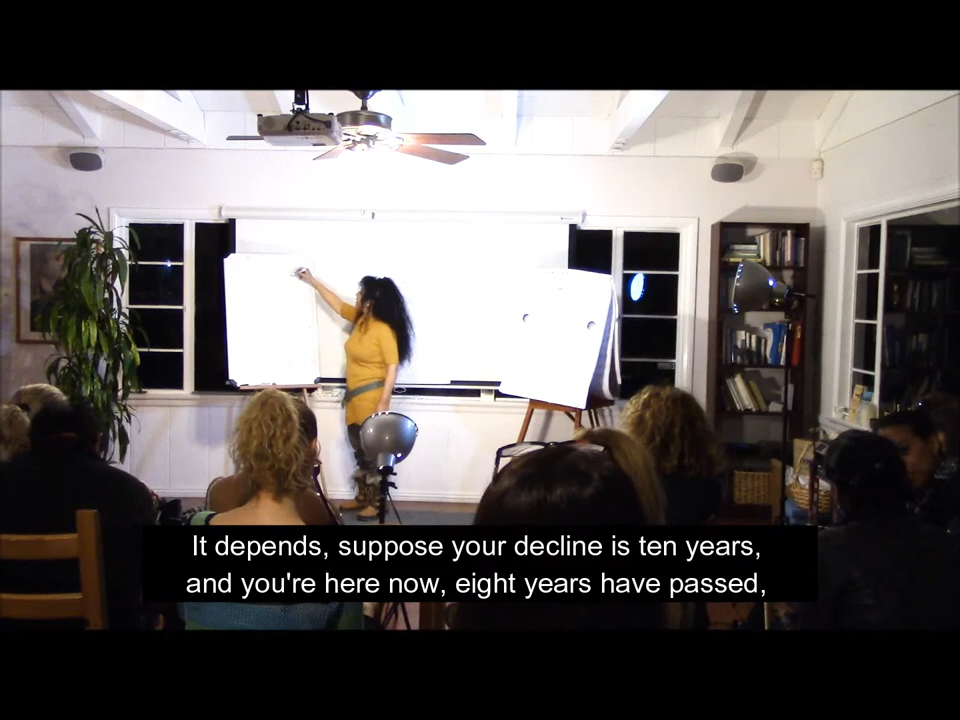 It depends, suppose your decline is ten years,
and you're here now, eight years have passed,